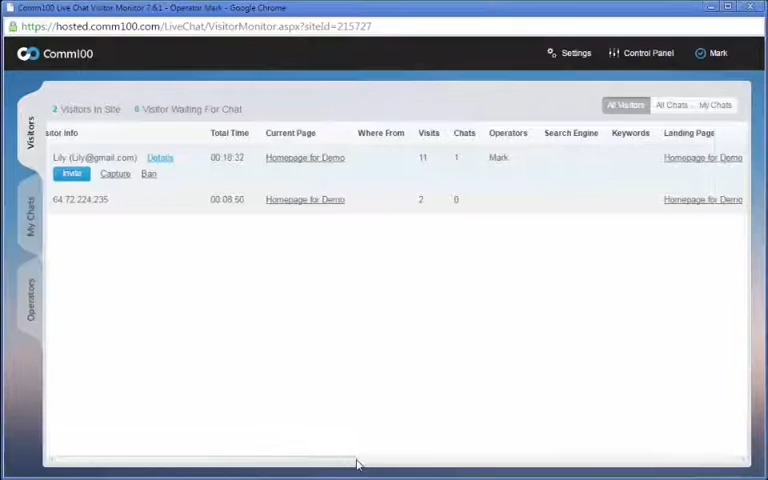 Comm100 Live Chat Visitor Monitor 7.6.1 - Operator Mark - Google Chrome
https://hosted.comm100.com/LiveChat/VisitorMonitor.aspx?siteId=215727
Comm100 Settings Control Panel Mark
2 Visitors In Site 0 Visitor Waiting For Chat All Visitors All Chats My Chats
sitor Info Total Time Current Page Where From Visits Chats Operators Search Engine Keywords Landing Page
Lily (Lily@gmail.com) Details 00:18:32 Homepage for Demo 11 1 Mark Homepage for Demo
Invite Capture Ban
64.72.224.235 00:08:50 Homepage for Demo 2 0 Homepage for Demo
Visitors
My Chats
Operators